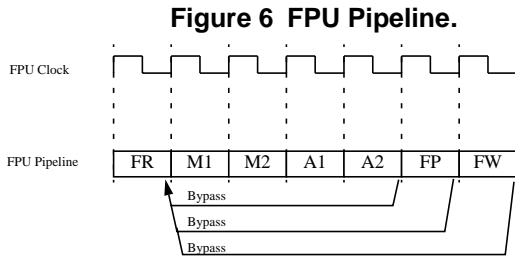 Figure 6 FPU Pipeline.
FPU Clock
FPU Pipeline FR M1 M2 A1 A2 FP FW
Bypass
Bypass
Bypass